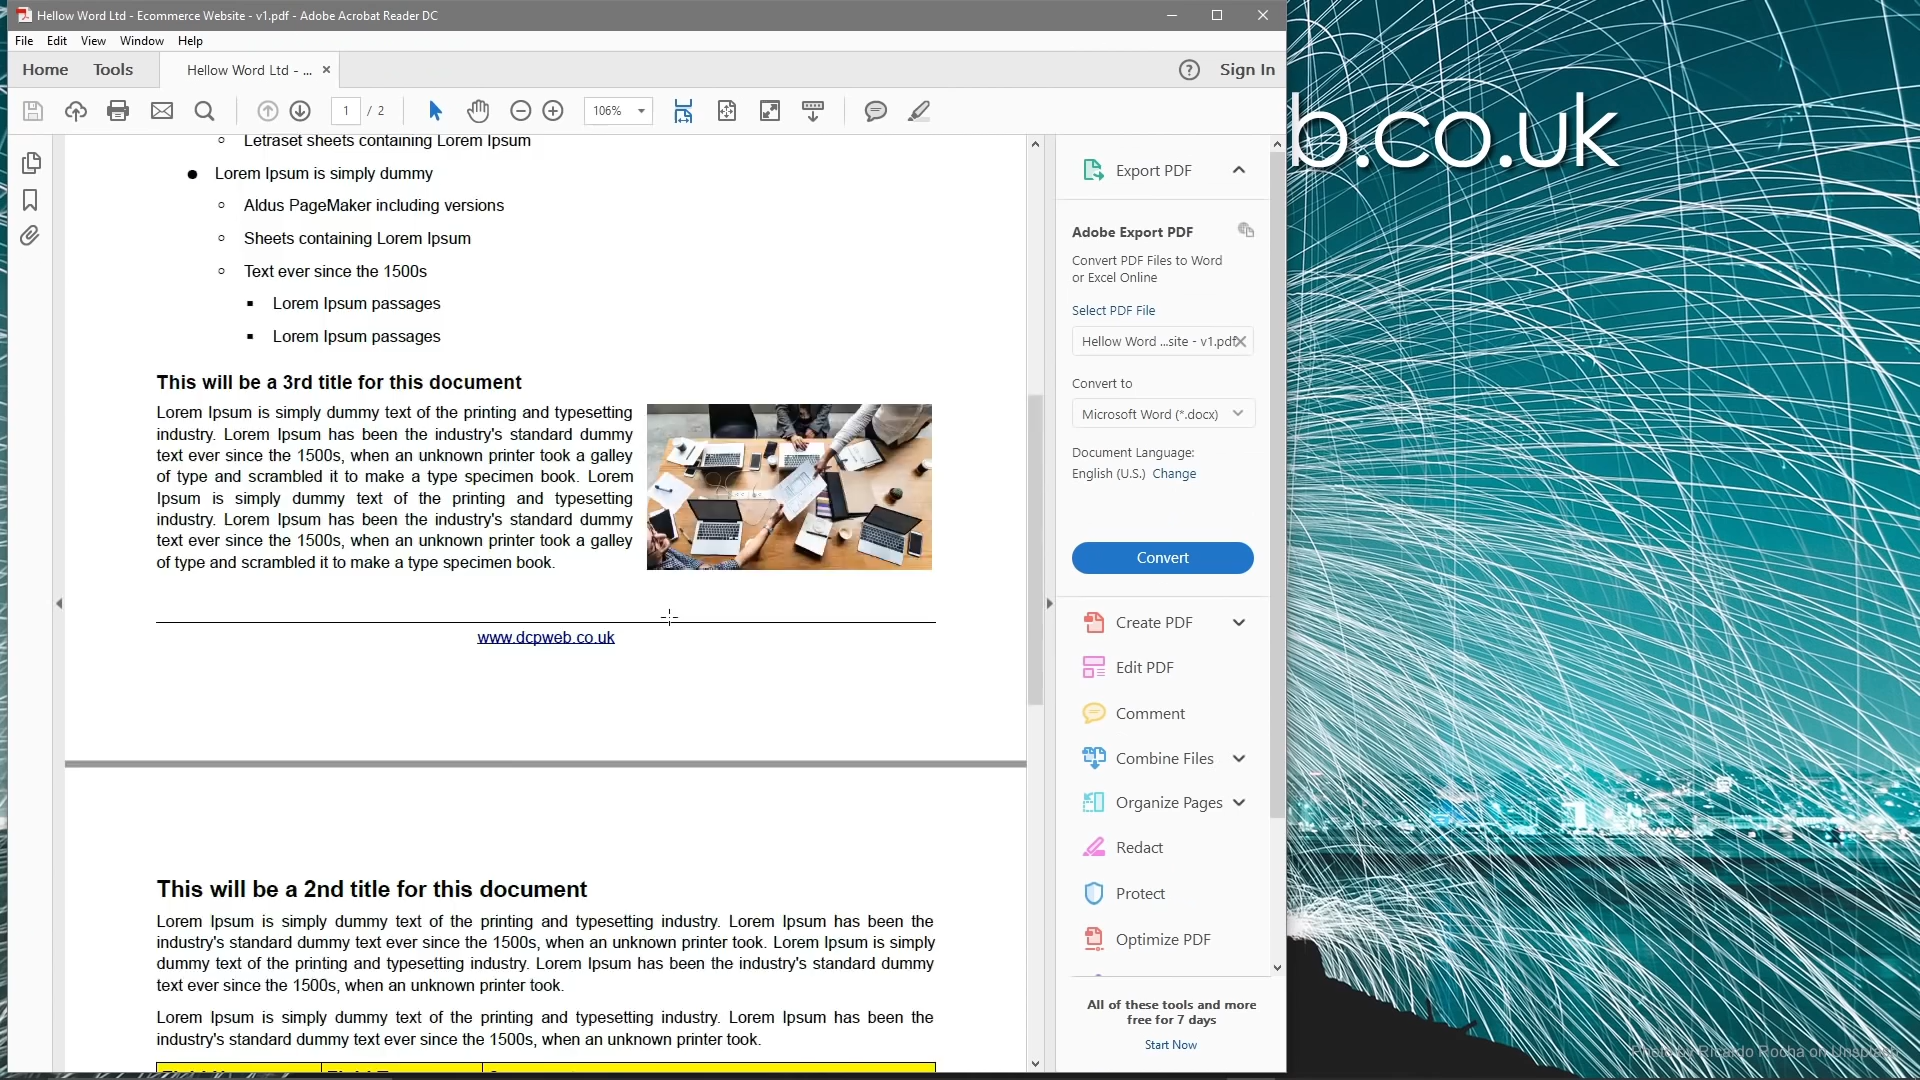 Hellow Word Ltd - Ecommerce Website - v1.pdf - Adobe Acrobat Reader DC
File Edit View Window Help
Home Tools Hellow Word Ltd - ... × Sign In
1 / 2 106%
b.co.uk
Letraset sheets containing Lorem Ipsum
Lorem Ipsum is simply dummy
Aldus PageMaker including versions
Sheets containing Lorem Ipsum
Text ever since the 1500s
Lorem Ipsum passages
Lorem Ipsum passages
This will be a 3rd title for this document
Lorem Ipsum is simply dummy text of the printing and typesetting
industry. Lorem Ipsum has been the industry's standard dummy
text ever since the 1500s, when an unknown printer took a galley
of type and scrambled it to make a type specimen book. Lorem
Ipsum is simply dummy text of the printing and typesetting
industry. Lorem Ipsum has been the industry's standard dummy
text ever since the 1500s, when an unknown printer took a galley
of type and scrambled it to make a type specimen book.
www.dcpweb.co.uk
This will be a 2nd title for this document
Lorem Ipsum is simply dummy text of the printing and typesetting industry. Lorem Ipsum has been the
industry's standard dummy text ever since the 1500s, when an unknown printer took. Lorem Ipsum is simply
dummy text of the printing and typesetting industry. Lorem Ipsum has been the industry's standard dummy
text ever since the 1500s, when an unknown printer took.
Lorem Ipsum is simply dummy text of the printing and typesetting industry. Lorem Ipsum has been the
industry's standard dummy text ever since the 1500s, when an unknown printer took.
Export PDF
Adobe Export PDF
Convert PDF Files to Word
or Excel Online
Select PDF File
Hellow Word ...site - v1.pdf
Convert to
Microsoft Word (*.docx)
Document Language:
English (U.S.) Change
Convert
Create PDF
Edit PDF
Comment
Combine Files
Organize Pages
Redact
Protect
Optimize PDF
All of these tools and more
free for 7 days
Start Now
Photo by Ricardo Rocha on Unsplash